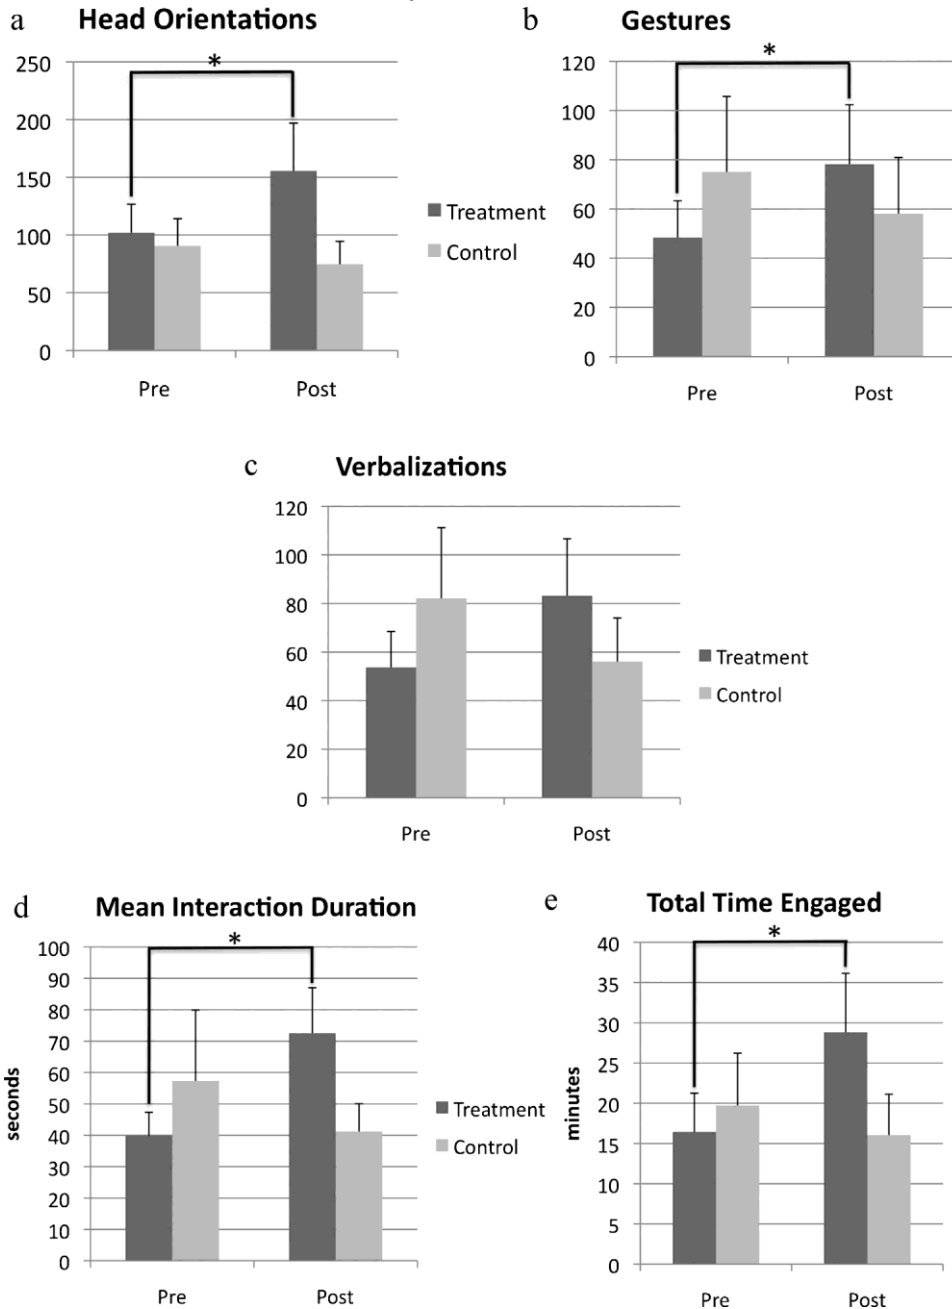 a Head Orientations
*
250
200
150
100
50
0
Pre Post
Treatment
Control
b Gestures
*
120
100
80
60
40
20
0
Pre Post
c Verbalizations
120
100
80
60
40
20
0
Pre Post
Treatment
Control
d Mean Interaction Duration
*
100
90
80
70
60
50
40
30
20
10
0
seconds
Pre Post
Treatment
Control
e Total Time Engaged
*
40
35
30
25
20
15
10
5
0
minutes
Pre Post